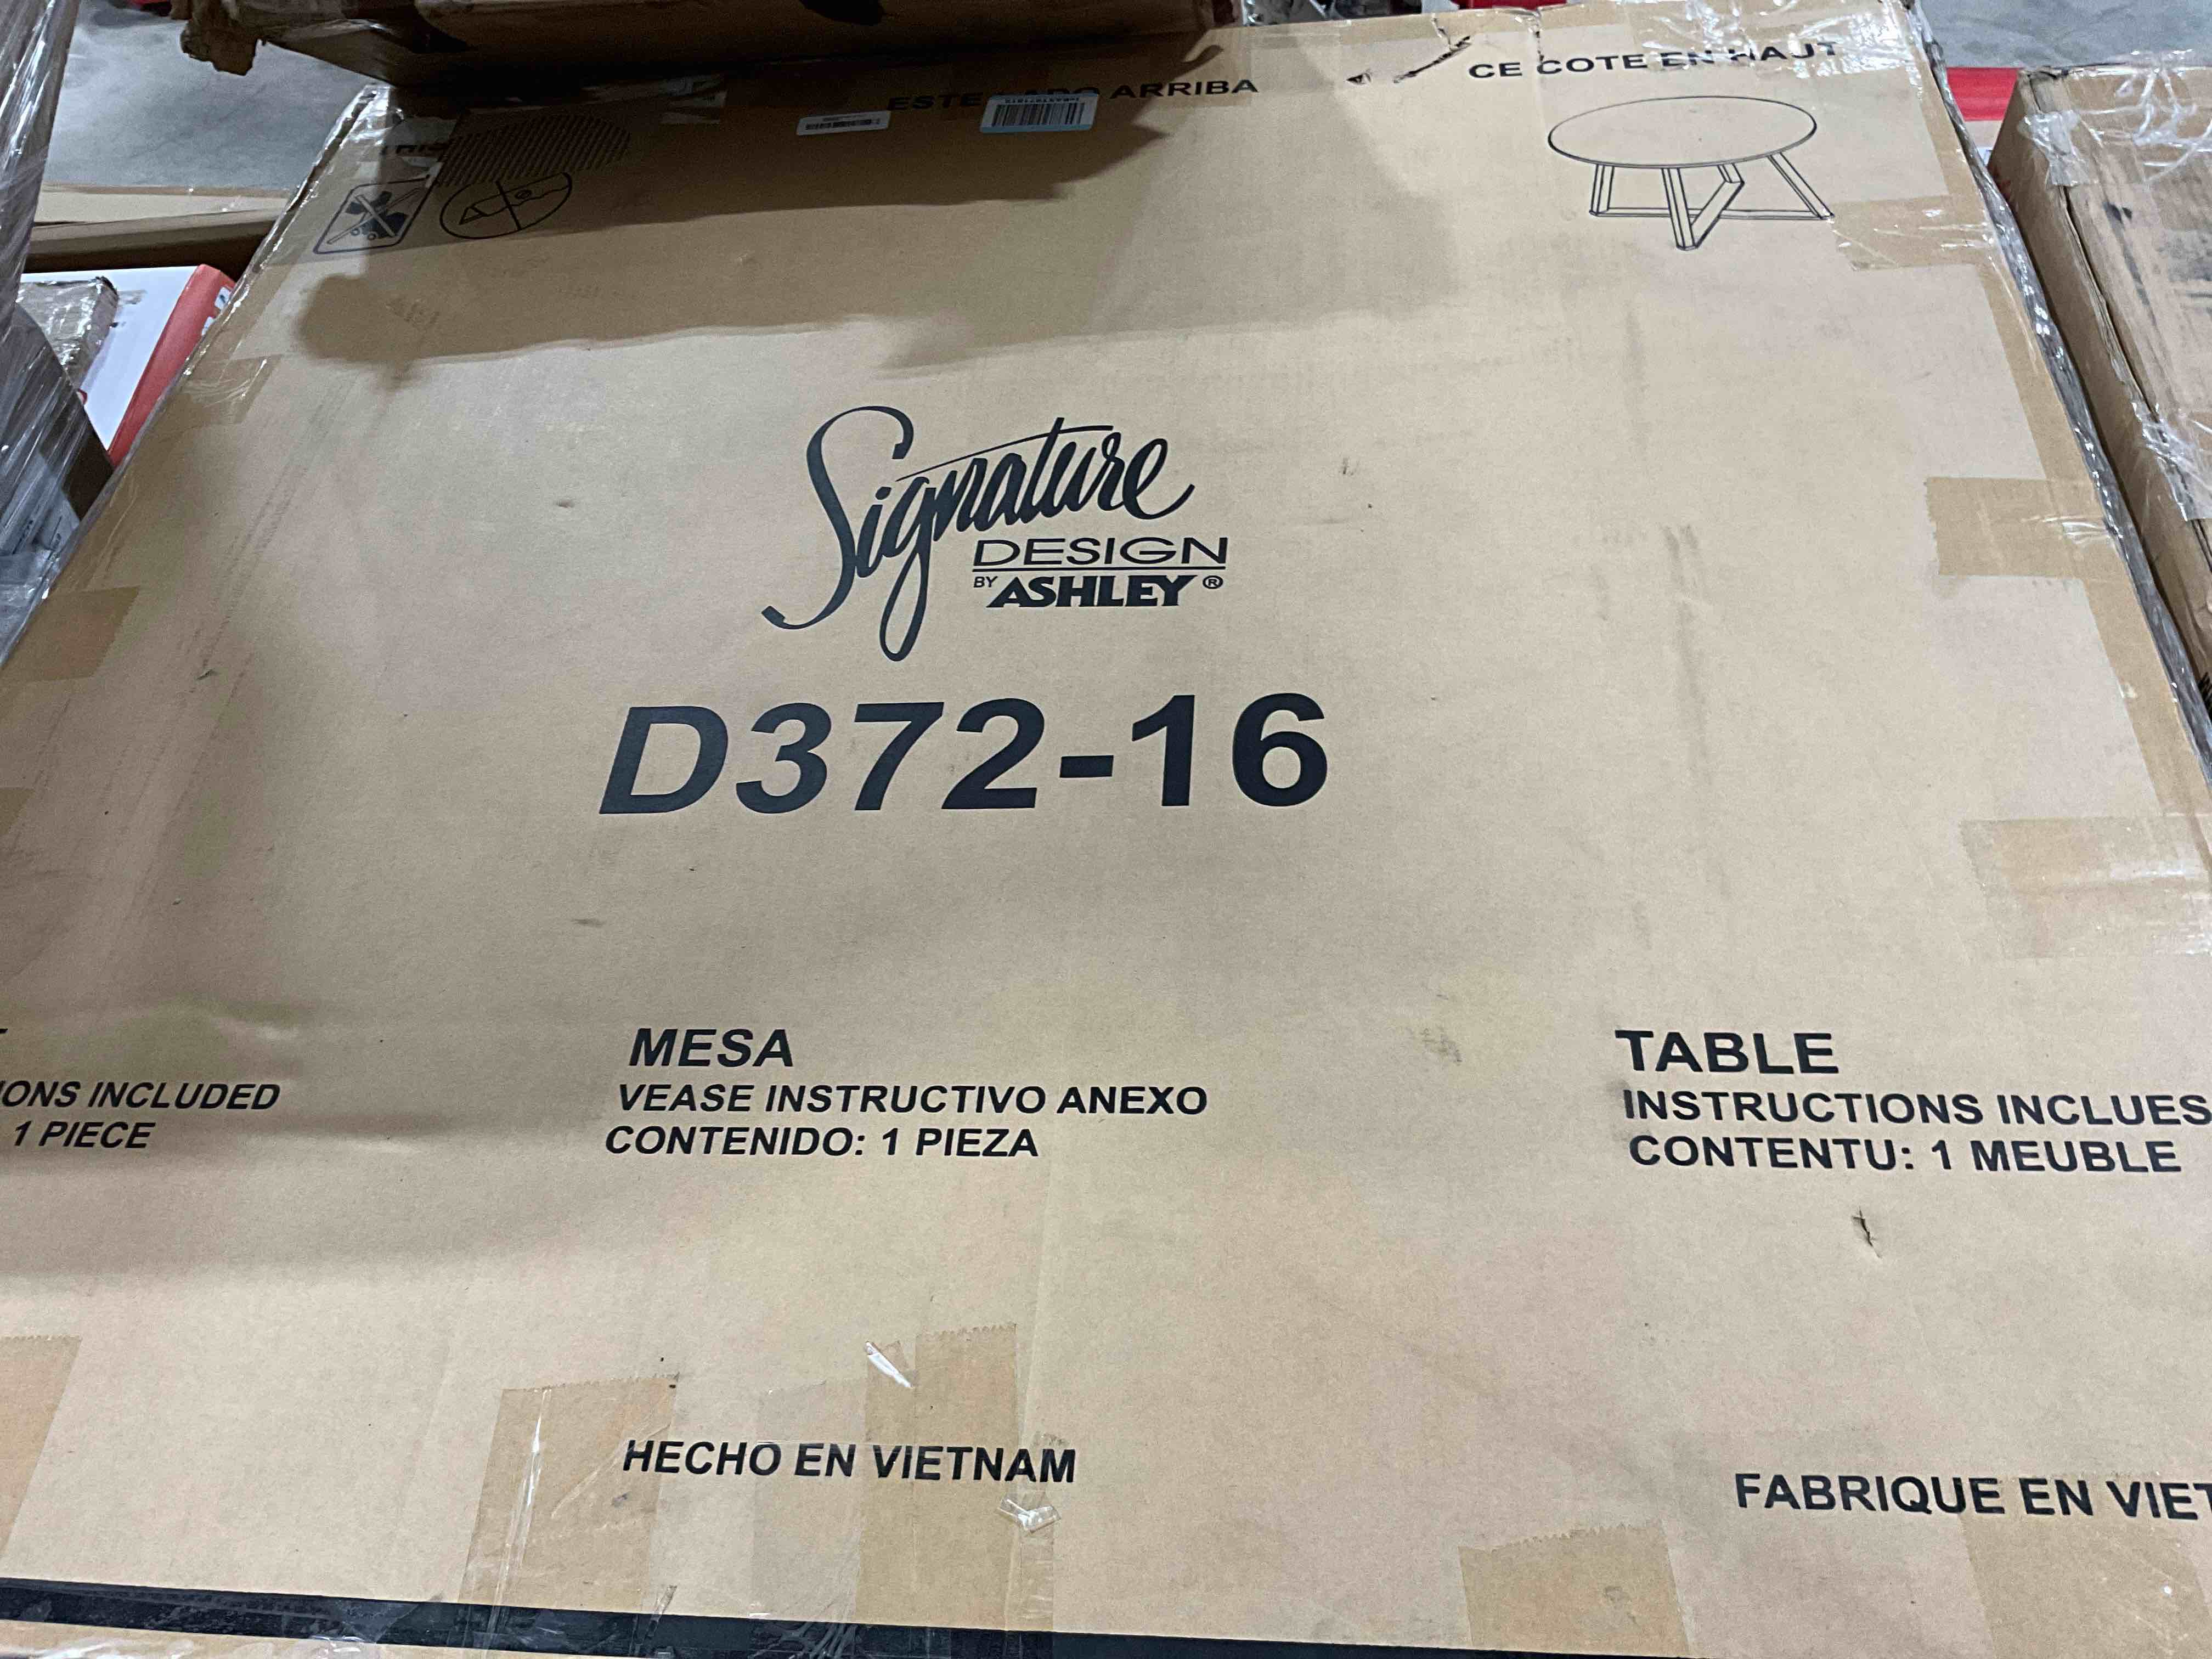 ESTE LADO ARRIBA
CE COTE EN HAUT
THIS
Signature
DESIGN
BY ASHLEY®
D372-16
IONS INCLUDED
1 PIECE
MESA
VEASE INSTRUCTIVO ANEXO
CONTENIDO: 1 PIEZA
TABLE
INSTRUCTIONS INCLUES
CONTENTU: 1 MEUBLE
HECHO EN VIETNAM
FABRIQUE EN VIET